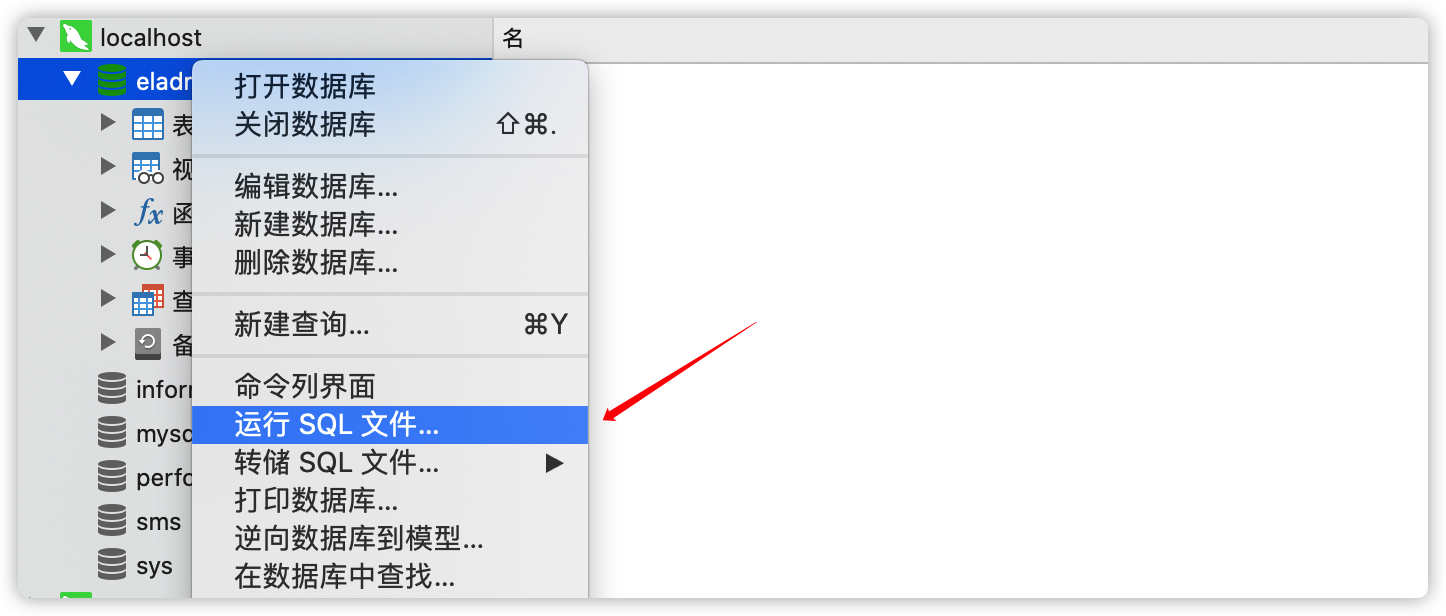 localhost
名
打开数据库
关闭数据库 ⇧⌘.
表
编辑数据库...
新建数据库...
删除数据库...
新建查询... ⌘Y
命令列界面
运行 SQL 文件...
转储 SQL 文件...
打印数据库...
逆向数据库到模型...
在数据库中查找...
sms
sys